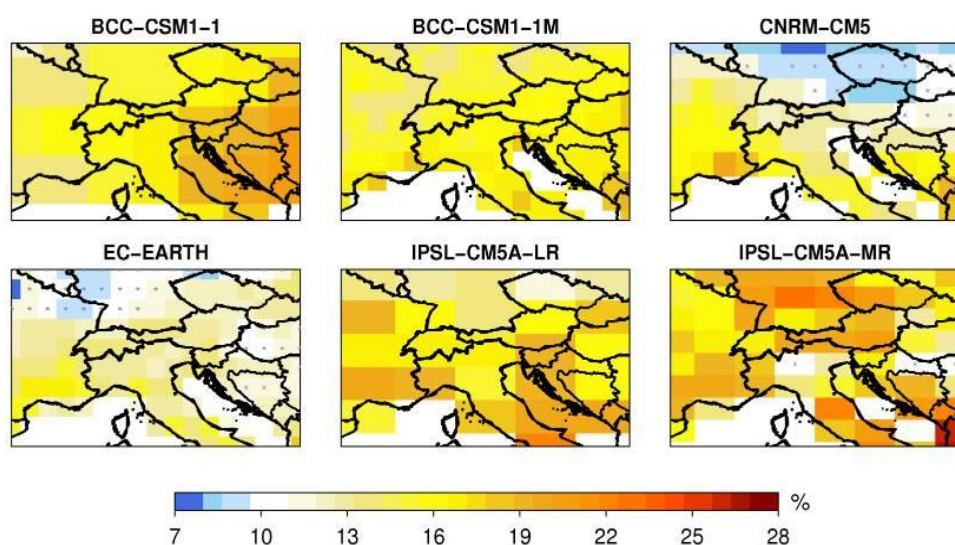 BCC-CSM1-1 BCC-CSM1-1M CNRM-CM5
EC-EARTH IPSL-CM5A-LR IPSL-CM5A-MR
%
7 10 13 16 19 22 25 28